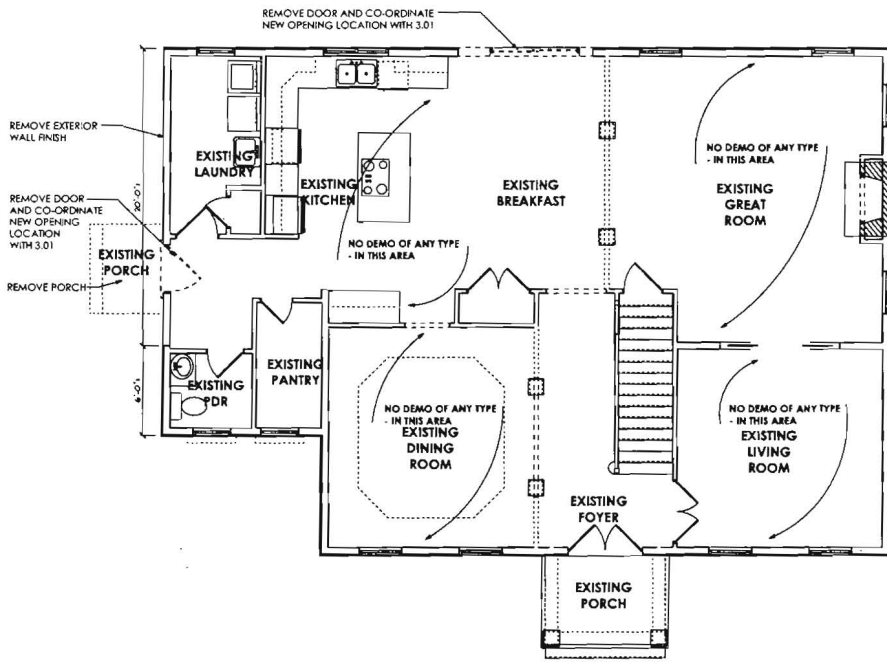 REMOVE DOOR AND CO-ORDINATE
NEW OPENING LOCATION WITH 3.01
REMOVE EXTERIOR
WALL FINISH
REMOVE DOOR
AND CO-ORDINATE
NEW OPENING
LOCATION
WITH 3.01
EXISTING
PORCH
REMOVE PORCH
20'-0"±
6'-0"±
EXISTING
LAUNDRY
EXISTING
KITCHEN
EXISTING
BREAKFAST
NO DEMO OF ANY TYPE
- IN THIS AREA
EXISTING
GREAT
ROOM
NO DEMO OF ANY TYPE
- IN THIS AREA
EXISTING
PDR
EXISTING
PANTRY
NO DEMO OF ANY TYPE
- IN THIS AREA
EXISTING
DINING
ROOM
NO DEMO OF ANY TYPE
- IN THIS AREA
EXISTING
LIVING
ROOM
EXISTING
FOYER
EXISTING
PORCH